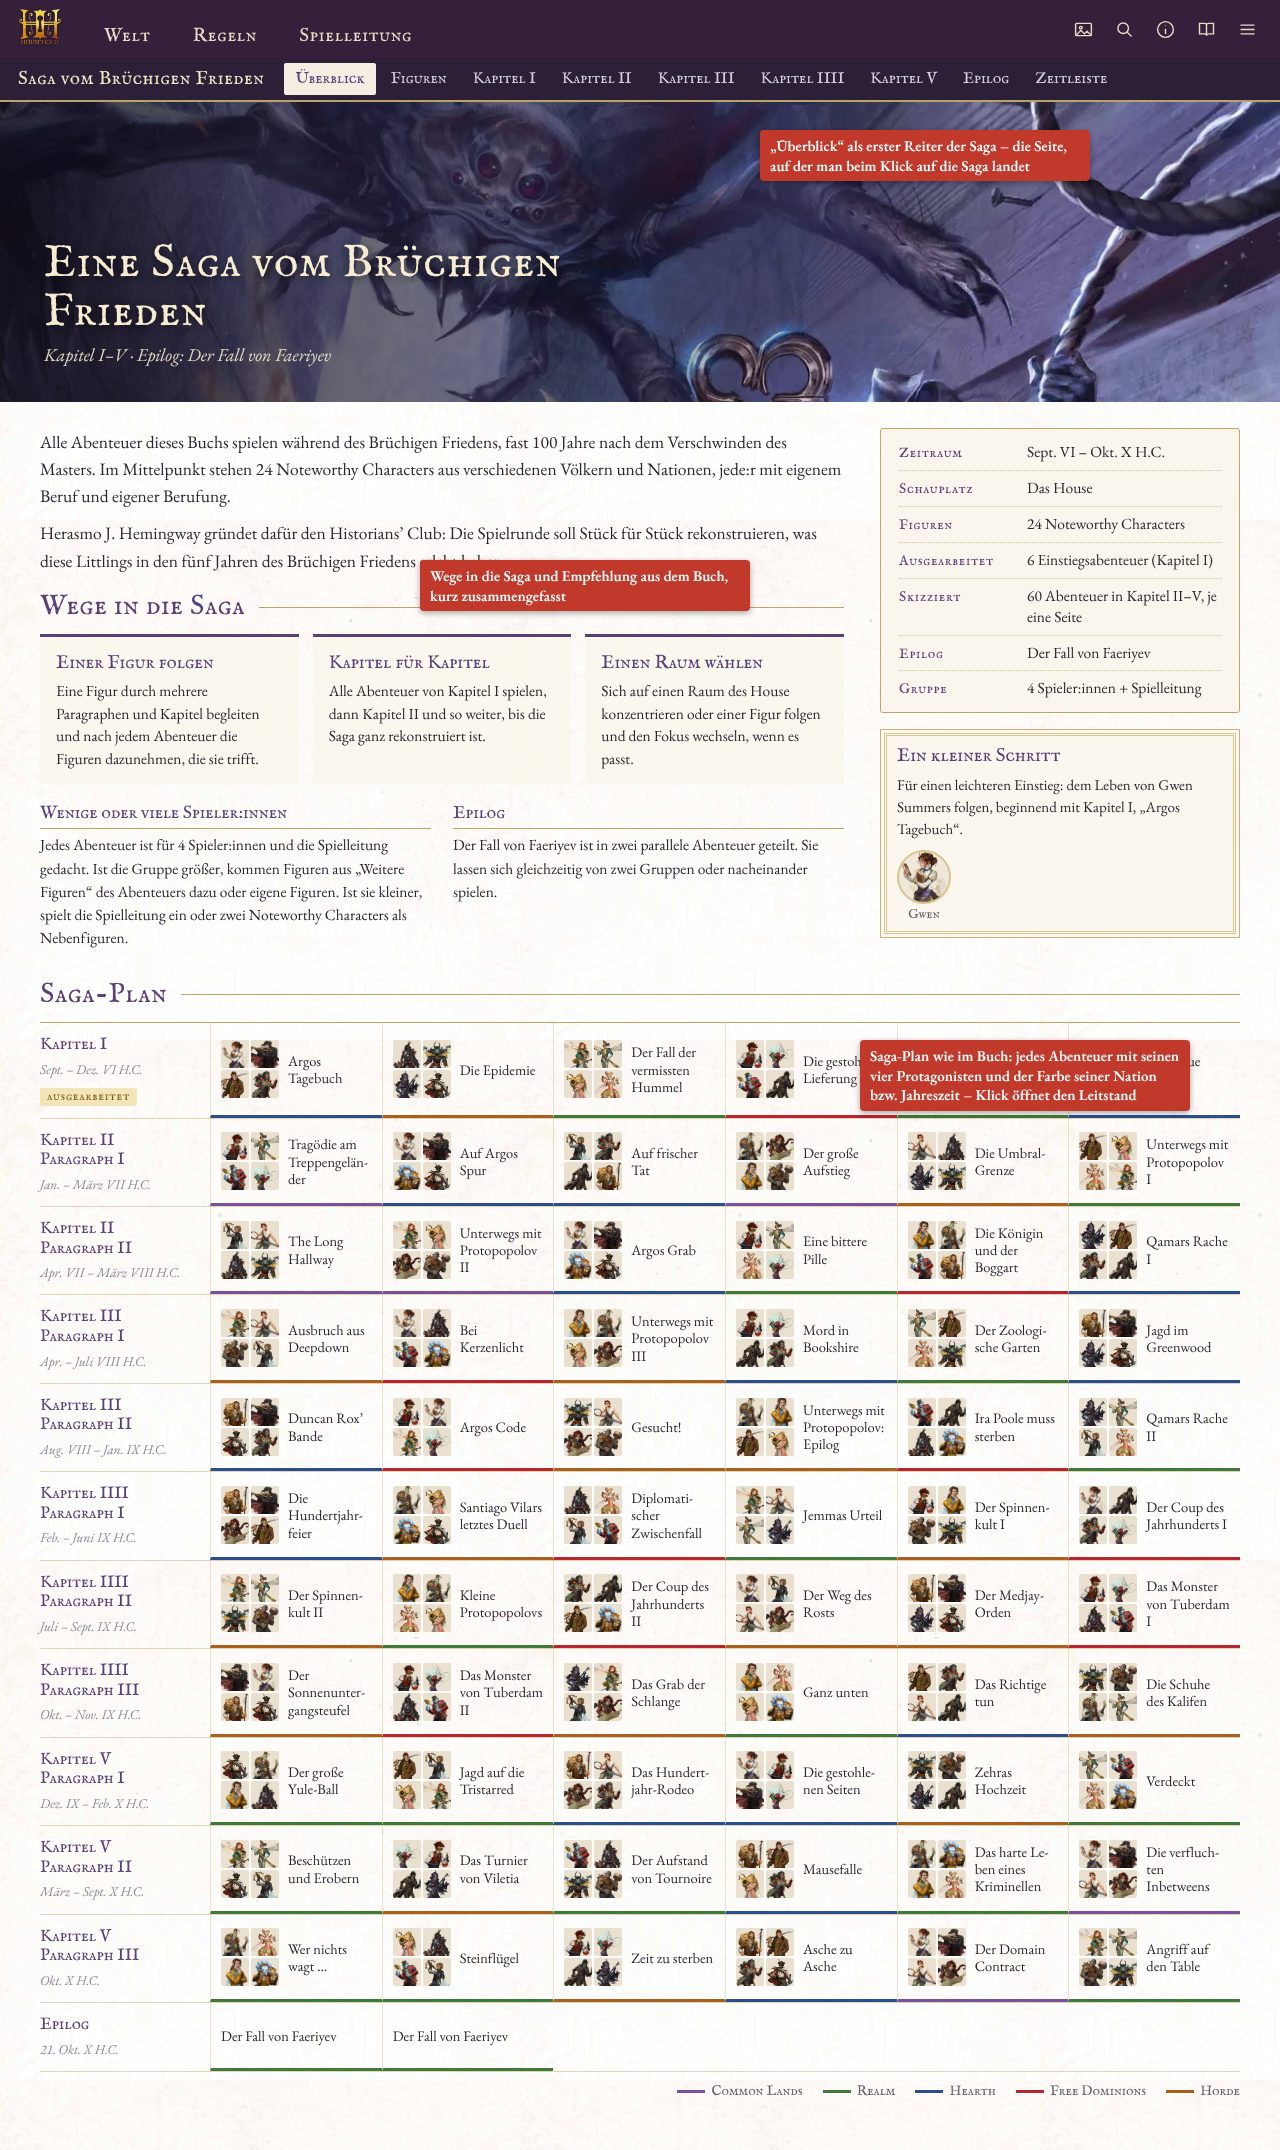 HOUSEHOLD
Welt
Regeln
Spielleitung
Saga vom Brüchigen Frieden
Überblick
Figuren
Kapitel I
Kapitel II
Kapitel III
Kapitel IIII
Kapitel V
Epilog
Zeitleiste
„Überblick“ als erster Reiter der Saga – die Seite,
auf der man beim Klick auf die Saga landet
Eine Saga vom Brüchigen
Frieden
Kapitel I–V · Epilog: Der Fall von Faeriyev
Alle Abenteuer dieses Buchs spielen während des Brüchigen Friedens, fast 100 Jahre nach dem Verschwinden des
Masters. Im Mittelpunkt stehen 24 Noteworthy Characters aus verschiedenen Völkern und Nationen, jede:r mit eigenem
Beruf und eigener Berufung.
Herasmo J. Hemingway gründet dafür den Historians’ Club: Die Spielrunde soll Stück für Stück rekonstruieren, was
diese Littlings in den fünf Jahren des Brüchigen Friedens
Wege in die Saga und Empfehlung aus dem Buch,
kurz zusammengefasst
Wege in die Saga
Einer Figur folgen
Eine Figur durch mehrere
Paragraphen und Kapitel begleiten
und nach jedem Abenteuer die
Figuren dazunehmen, die sie trifft.
Kapitel für Kapitel
Alle Abenteuer von Kapitel I spielen,
dann Kapitel II und so weiter, bis die
Saga ganz rekonstruiert ist.
Einen Raum wählen
Sich auf einen Raum des House
konzentrieren oder einer Figur folgen
und den Fokus wechseln, wenn es
passt.
Wenige oder viele Spieler:innen
Jedes Abenteuer ist für 4 Spieler:innen und die Spielleitung
gedacht. Ist die Gruppe größer, kommen Figuren aus „Weitere
Figuren“ des Abenteuers dazu oder eigene Figuren. Ist sie kleiner,
spielt die Spielleitung ein oder zwei Noteworthy Characters als
Nebenfiguren.
Epilog
Der Fall von Faeriyev ist in zwei parallele Abenteuer geteilt. Sie
lassen sich gleichzeitig von zwei Gruppen oder nacheinander
spielen.
Zeitraum Sept. VI – Okt. X H.C.
Schauplatz Das House
Figuren 24 Noteworthy Characters
Ausgearbeitet 6 Einstiegsabenteuer (Kapitel I)
Skizziert 60 Abenteuer in Kapitel II–V, je
eine Seite
Epilog Der Fall von Faeriyev
Gruppe 4 Spieler:innen + Spielleitung
Ein kleiner Schritt
Für einen leichteren Einstieg: dem Leben von Gwen
Summers folgen, beginnend mit Kapitel I, „Argos
Tagebuch“.
Gwen
Saga-Plan
Saga-Plan wie im Buch: jedes Abenteuer mit seinen
vier Protagonisten und der Farbe seiner Nation
bzw. Jahreszeit – Klick öffnet den Leitstand
Kapitel I
Sept. – Dez. VI H.C.
ausgearbeitet
Argos
Tagebuch
Die Epidemie
Der Fall der
vermissten
Hummel
Die
Lieferung
Kapitel II
Paragraph I
Jan. – März VII H.C.
Tragödie am
Treppengelän-
der
Auf Argos
Spur
Auf frischer
Tat
Der große
Aufstieg
Die Umbral-
Grenze
Unterwegs mit
Protopopolov
I
Kapitel II
Paragraph II
Apr. VII – März VIII H.C.
The Long
Hallway
Unterwegs mit
Protopopolov
II
Argos Grab
Eine bittere
Pille
Die Königin
und der
Boggart
Qamars Rache
I
Kapitel III
Paragraph I
Apr. – Juli VIII H.C.
Ausbruch aus
Deepdown
Bei
Kerzenlicht
Unterwegs mit
Protopopolov
III
Mord in
Bookshire
Der Zoologi-
sche Garten
Jagd im
Greenwood
Kapitel III
Paragraph II
Aug. VIII – Jan. IX H.C.
Duncan Rox’
Bande
Argos Code
Gesucht!
Unterwegs mit
Protopopolov:
Epilog
Ira Poole muss
sterben
Qamars Rache
II
Kapitel IIII
Paragraph I
Feb. – Juni IX H.C.
Die
Hundertjahr-
feier
Santiago Vilars
letztes Duell
Diplomati-
scher
Zwischenfall
Jemmas Urteil
Der Spinnen-
kult I
Der Coup des
Jahrhunderts I
Kapitel IIII
Paragraph II
Juli – Sept. IX H.C.
Der Spinnen-
kult II
Kleine
Protopopolovs
Der Coup des
Jahrhunderts
II
Der Weg des
Rosts
Der Medjay-
Orden
Das Monster
von Tuberdam
I
Kapitel IIII
Paragraph III
Okt. – Nov. IX H.C.
Der
Sonnenunter-
gangsteufel
Das Monster
von Tuberdam
II
Das Grab der
Schlange
Ganz unten
Das Richtige
tun
Die Schuhe
des Kalifen
Kapitel V
Paragraph I
Dez. IX – Feb. X H.C.
Der große
Yule-Ball
Jagd auf die
Tristarred
Das Hundert-
jahr-Rodeo
Die gestohle-
nen Seiten
Zehras
Hochzeit
Verdeckt
Kapitel V
Paragraph II
März – Sept. X H.C.
Beschützen
und Erobern
Das Turnier
von Viletia
Der Aufstand
von Tournoire
Mausefalle
Das harte Le-
ben eines
Kriminellen
Die verfluch-
ten
Inbetweens
Kapitel V
Paragraph III
Okt. X H.C.
Wer nichts
wagt ...
Steinflügel
Zeit zu sterben
Asche zu
Asche
Der Domain
Contract
Angriff auf
den Table
Epilog
21. Okt. X H.C.
Der Fall von Faeriyev
Der Fall von Faeriyev
Common Lands
Realm
Hearth
Free Dominions
Horde